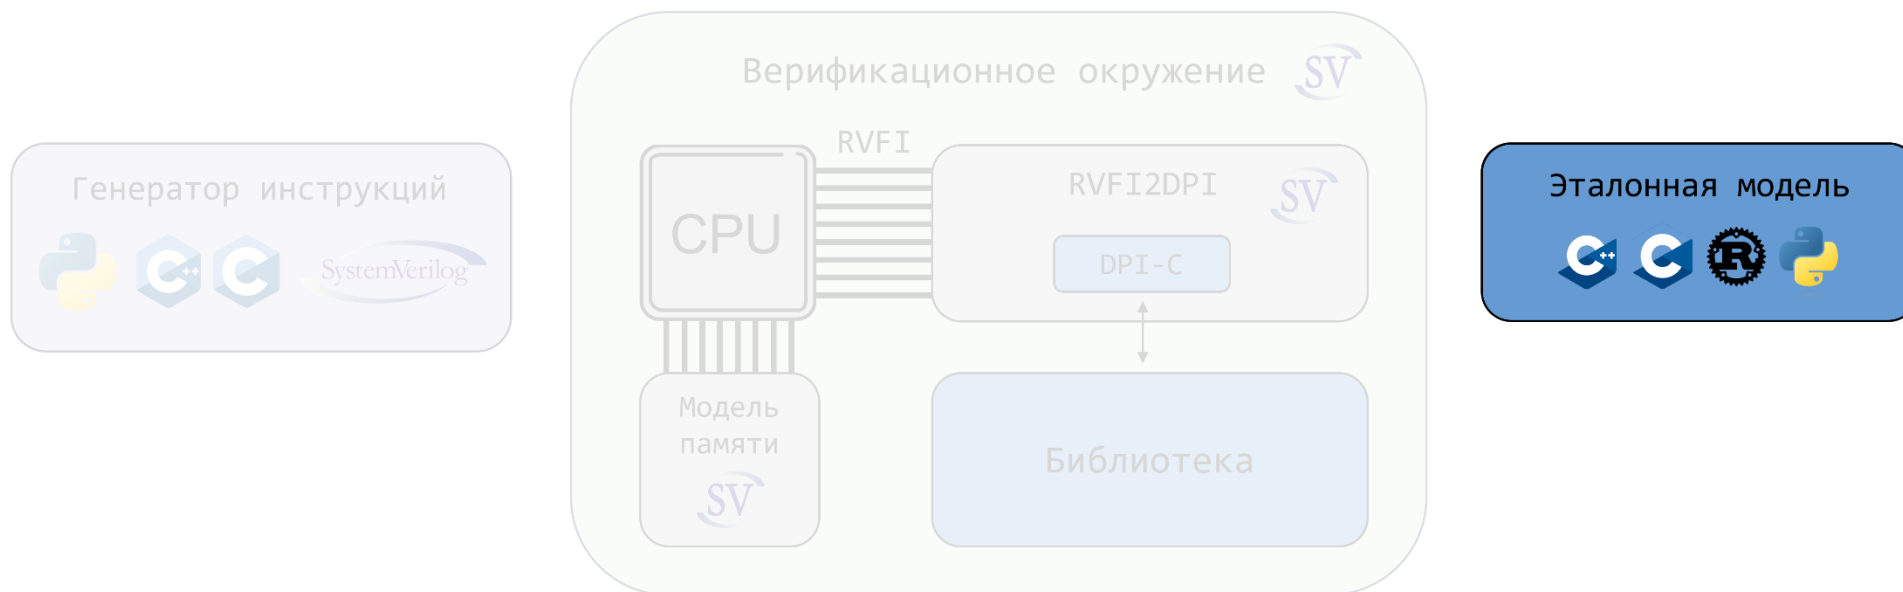 Верификационное окружение
SV
Генератор инструкций
C++
C
SystemVerilog
CPU
RVFI
RVFI2DPI
SV
DPI-C
Модель
памяти
SV
Библиотека
Эталонная модель
C++
C
R